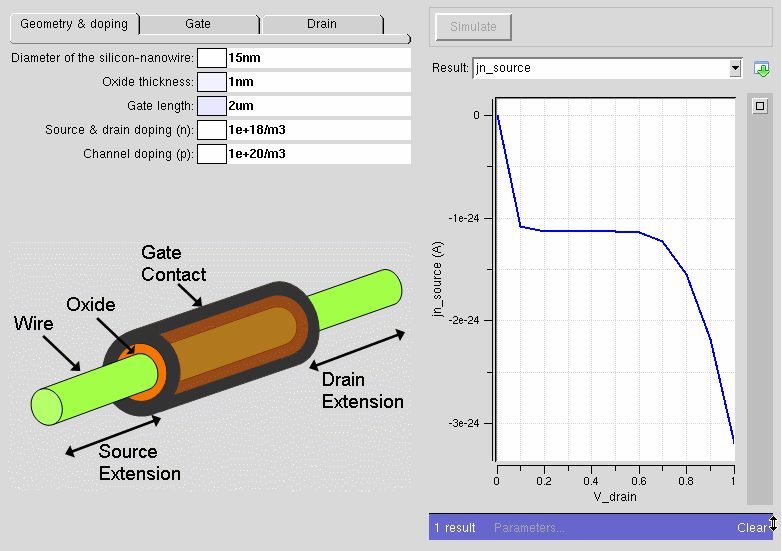 Geometry & doping Gate Drain
Diameter of the silicon-nanowire: 15nm
Oxide thickness: 1nm
Gate length: 2um
Source & drain doping (n): 1e+18/m3
Channel doping (p): 1e+20/m3
Gate
Contact
Oxide
Wire
Drain
Extension
Source
Extension
Simulate
Result: jn_source
0
-1e-24
-2e-24
-3e-24
jn_source (A)
0 0.2 0.4 0.6 0.8 1
V_drain
1 result Parameters... Clear